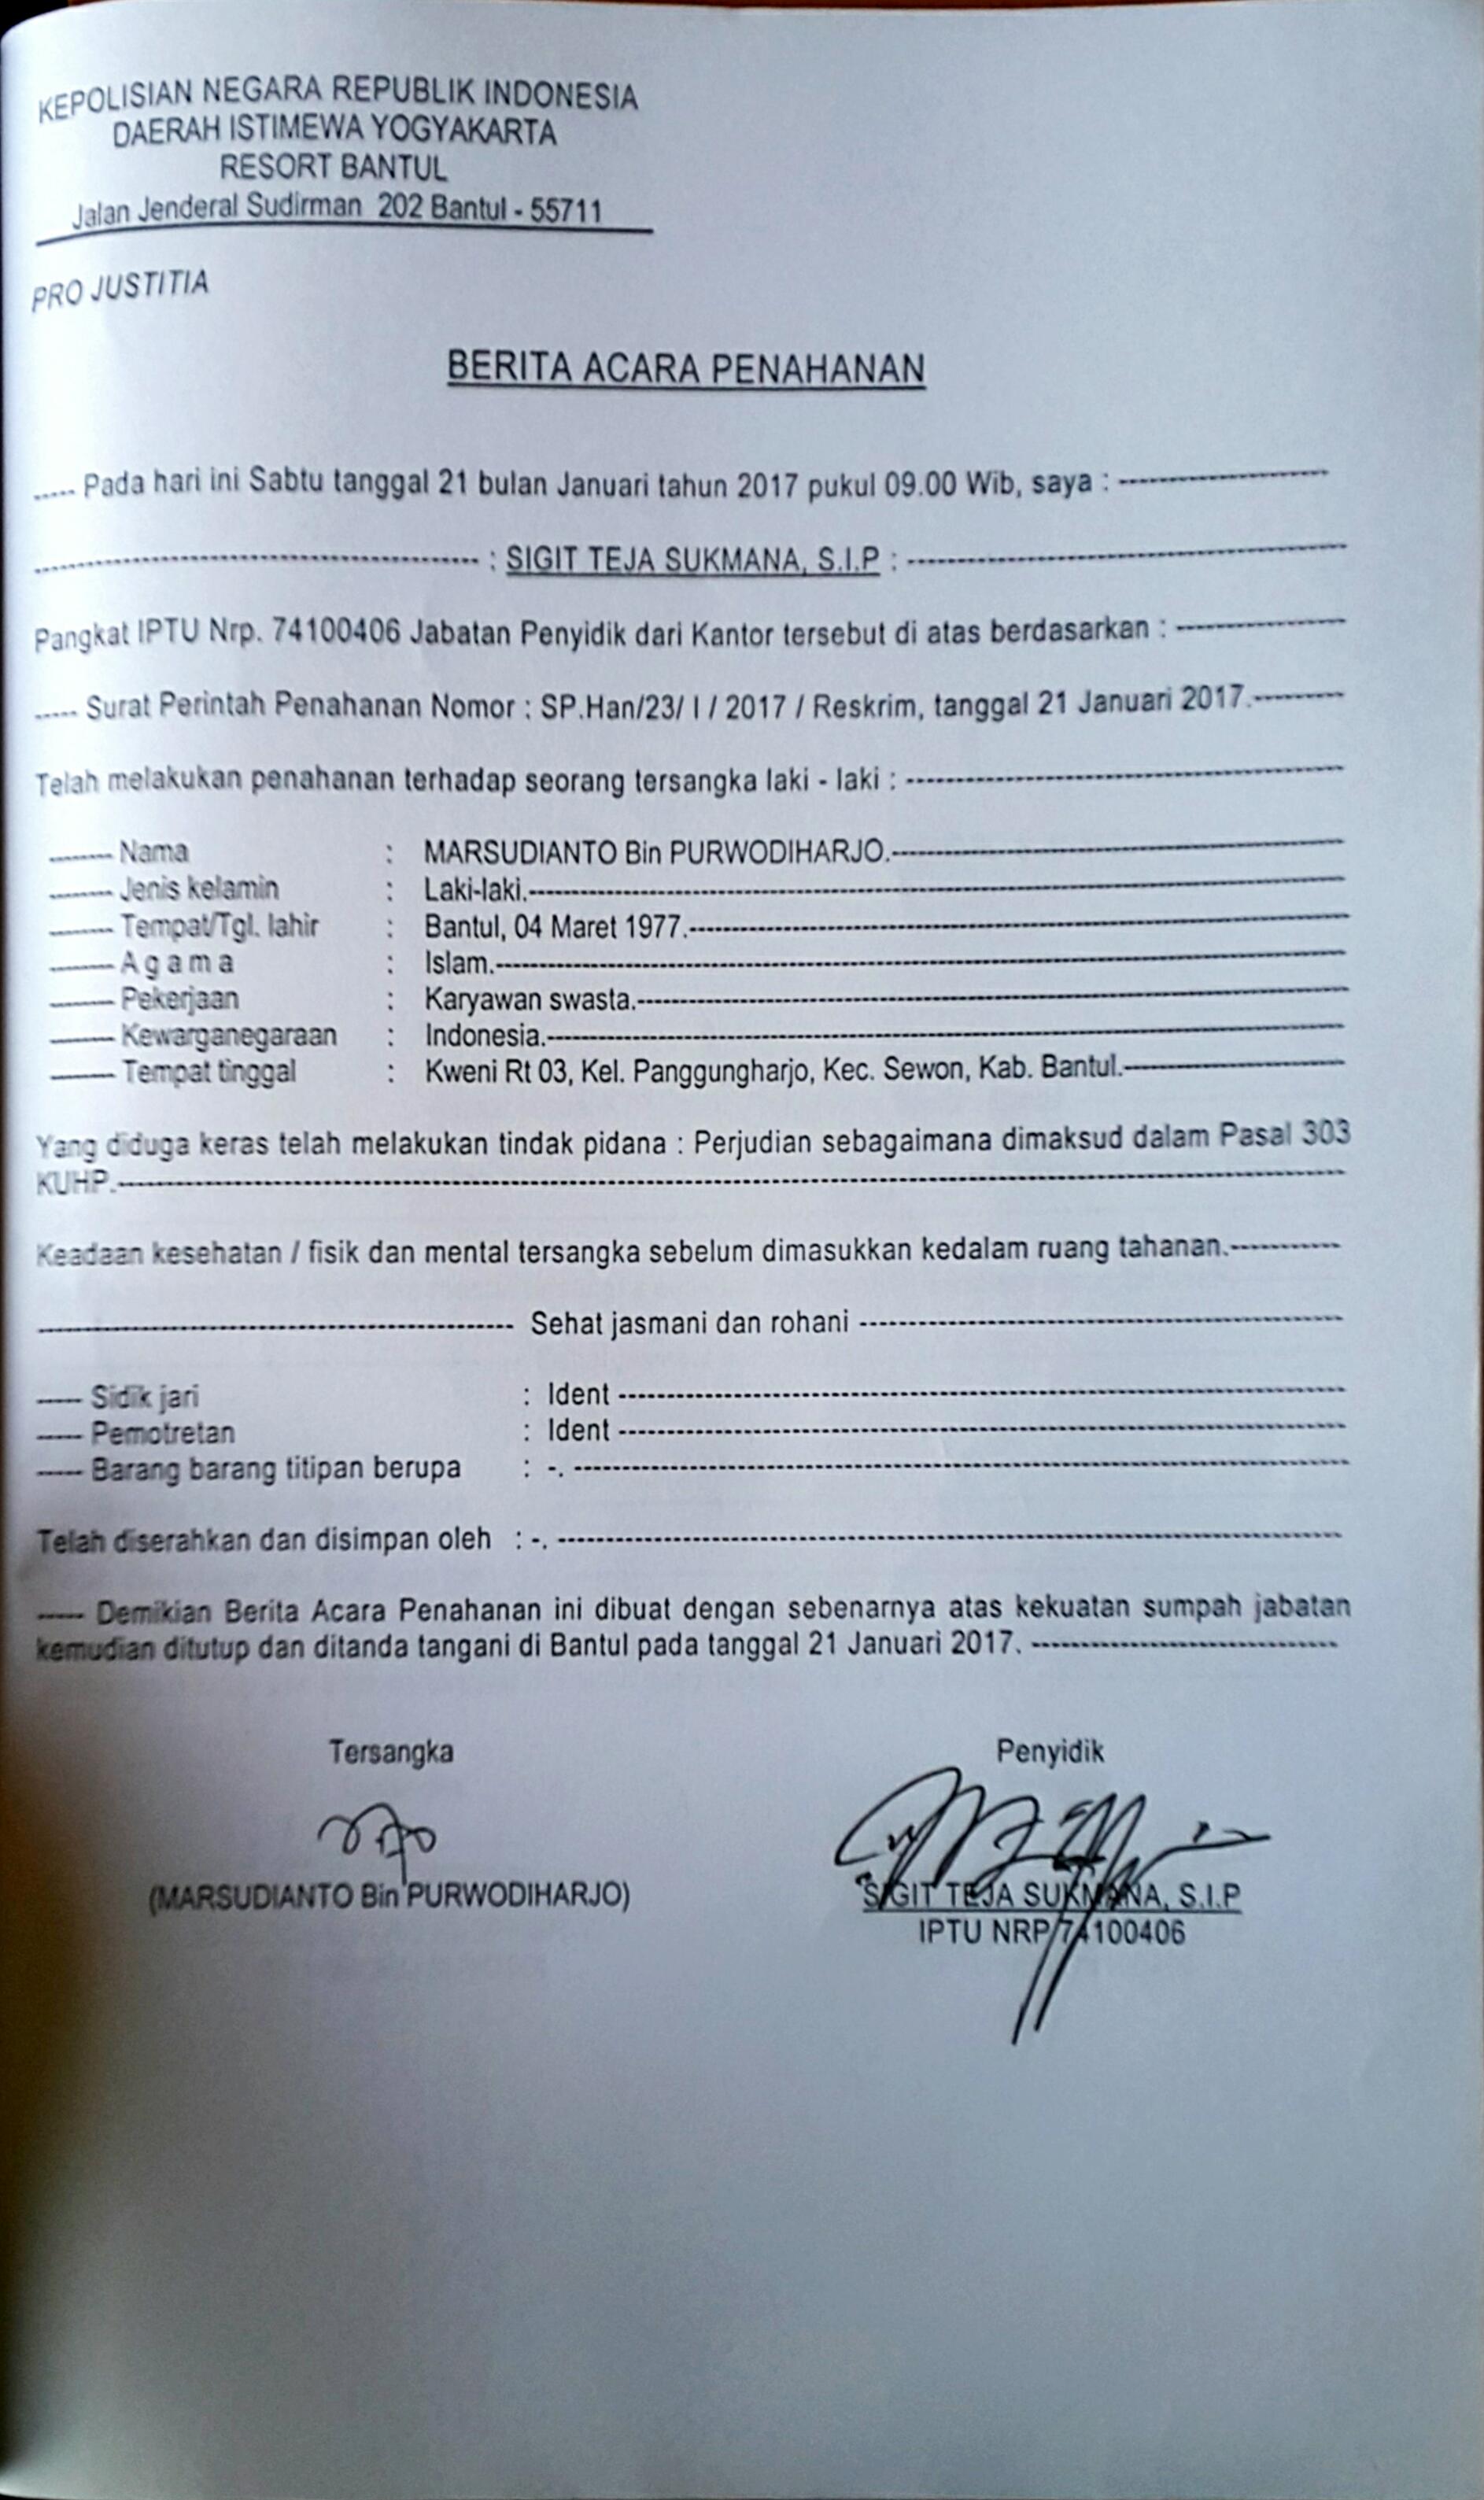 KEPOLISIAN NEGARA REPUBLIK INDONESIA
DAERAH ISTIMEWA YOGYAKARTA
RESORT BANTUL
Jalan Jenderal Sudirman 202 Bantul - 55711
PRO JUSTITIA
BERITA ACARA PENAHANAN
----- Pada hari ini Sabtu tanggal 21 bulan Januari tahun 2017 pukul 09.00 Wib, saya : ---------------------
--------------------------------------------- : SIGIT TEJA SUKMANA, S.I.P : ---------------------------------------------
Pangkat IPTU Nrp. 74100406 Jabatan Penyidik dari Kantor tersebut di atas berdasarkan : -----------------
----- Surat Perintah Penahanan Nomor : SP.Han/23/ I / 2017 / Reskrim, tanggal 21 Januari 2017.---------
Telah melakukan penahanan terhadap seorang tersangka laki - laki : --------------------------------------------
-------- Nama : MARSUDIANTO Bin PURWODIHARJO.----------------------------------------------
-------- Jenis kelamin : Laki-laki.-----------------------------------------------------------------------------------
-------- Tempat/Tgl. lahir : Bantul, 04 Maret 1977.-------------------------------------------------------------------
-------- A g a m a : Islam.---------------------------------------------------------------------------------------
-------- Pekerjaan : Karyawan swasta.------------------------------------------------------------------------
-------- Kewarganegaraan : Indonesia.---------------------------------------------------------------------------------
-------- Tempat tinggal : Kweni Rt 03, Kel. Panggungharjo, Kec. Sewon, Kab. Bantul.----------------------
Yang diduga keras telah melakukan tindak pidana : Perjudian sebagaimana dimaksud dalam Pasal 303
KUHP.----------------------------------------------------------------------------------------------------------------------------
Keadaan kesehatan / fisik dan mental tersangka sebelum dimasukkan kedalam ruang tahanan.-----------
------------------------------------------------ Sehat jasmani dan rohani ------------------------------------------------
----- Sidik jari : Ident -------------------------------------------------------------------------
----- Pemotretan : Ident -------------------------------------------------------------------------
----- Barang barang titipan berupa : -. ------------------------------------------------------------------------------
Telah diserahkan dan disimpan oleh : -. -------------------------------------------------------------------------------
----- Demikian Berita Acara Penahanan ini dibuat dengan sebenarnya atas kekuatan sumpah jabatan
kemudian ditutup dan ditanda tangani di Bantul pada tanggal 21 Januari 2017. -------------------------------
Tersangka
Penyidik
(MARSUDIANTO Bin PURWODIHARJO)
SIGIT TEJA SUKMANA, S.I.P
IPTU NRP 74100406